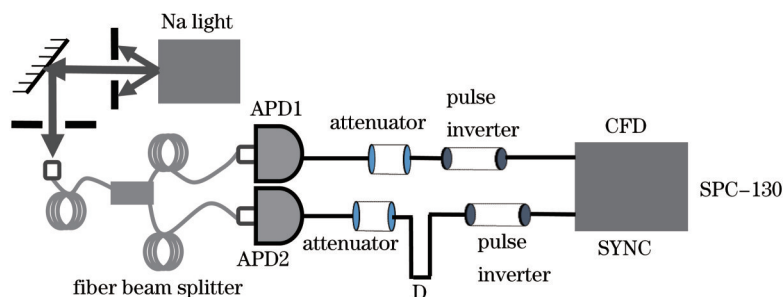 Na light
APD1
attenuator
pulse
inverter
CFD
SPC-130
SYNC
attenuator
APD2
pulse
inverter
D
fiber beam splitter